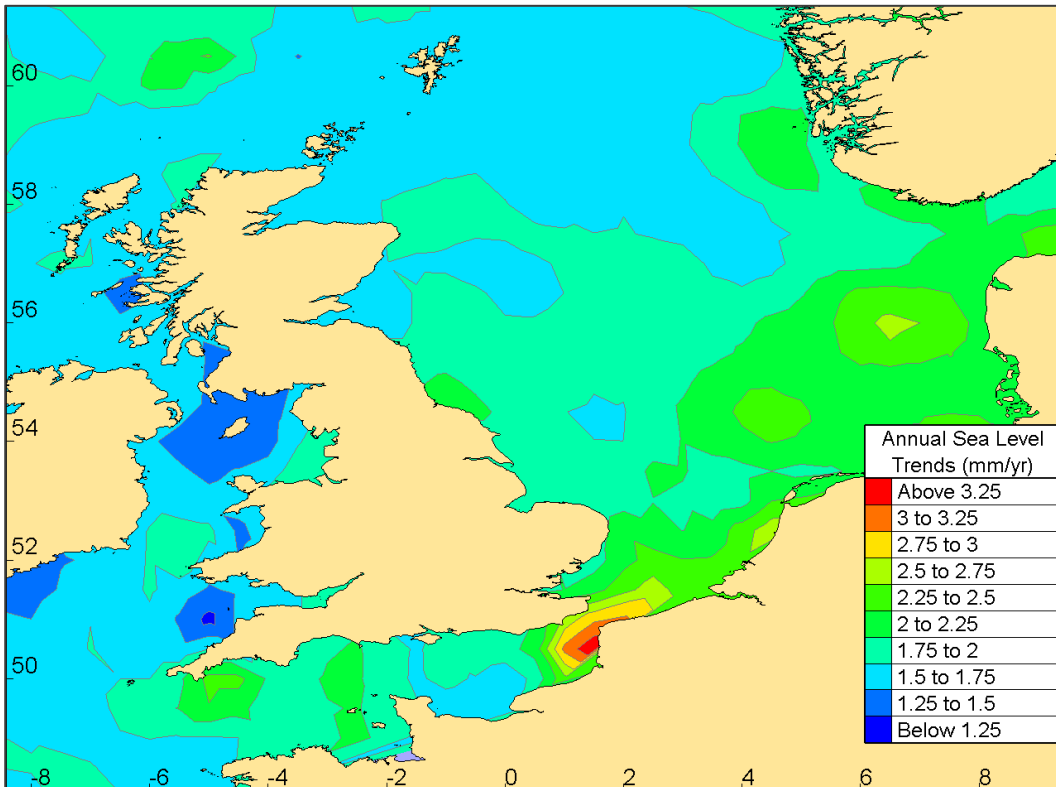 60
58
56
54
52
50
-8
-6
-4
-2
0
2
4
6
8
Annual Sea Level
Trends (mm/yr)
Above 3.25
3 to 3.25
2.75 to 3
2.5 to 2.75
2.25 to 2.5
2 to 2.25
1.75 to 2
1.5 to 1.75
1.25 to 1.5
Below 1.25